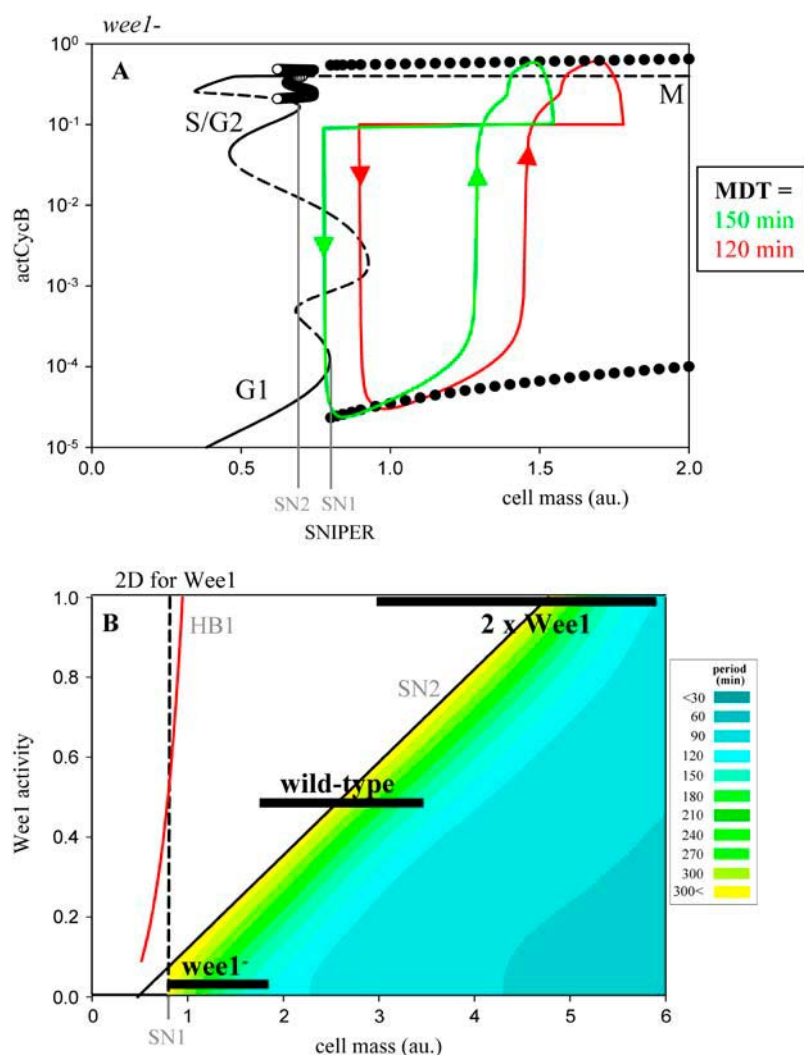 wee1-
A
10^0
10^-1
10^-2
10^-3
10^-4
10^-5
actCycB
S/G2
G1
M
MDT =
150 min
120 min
0.0 0.5 1.0 1.5 2.0
SN2 SN1
cell mass (au.)
SNIPER
2D for Wee1
B
HB1
2 x Wee1
SN2
wild-type
wee1-
1.0
0.8
0.6
0.4
0.2
0.0
Wee1 activity
period
(min)
<30
60
90
120
150
180
210
240
270
300
300<
0 1 2 3 4 5 6
SN1
cell mass (au.)